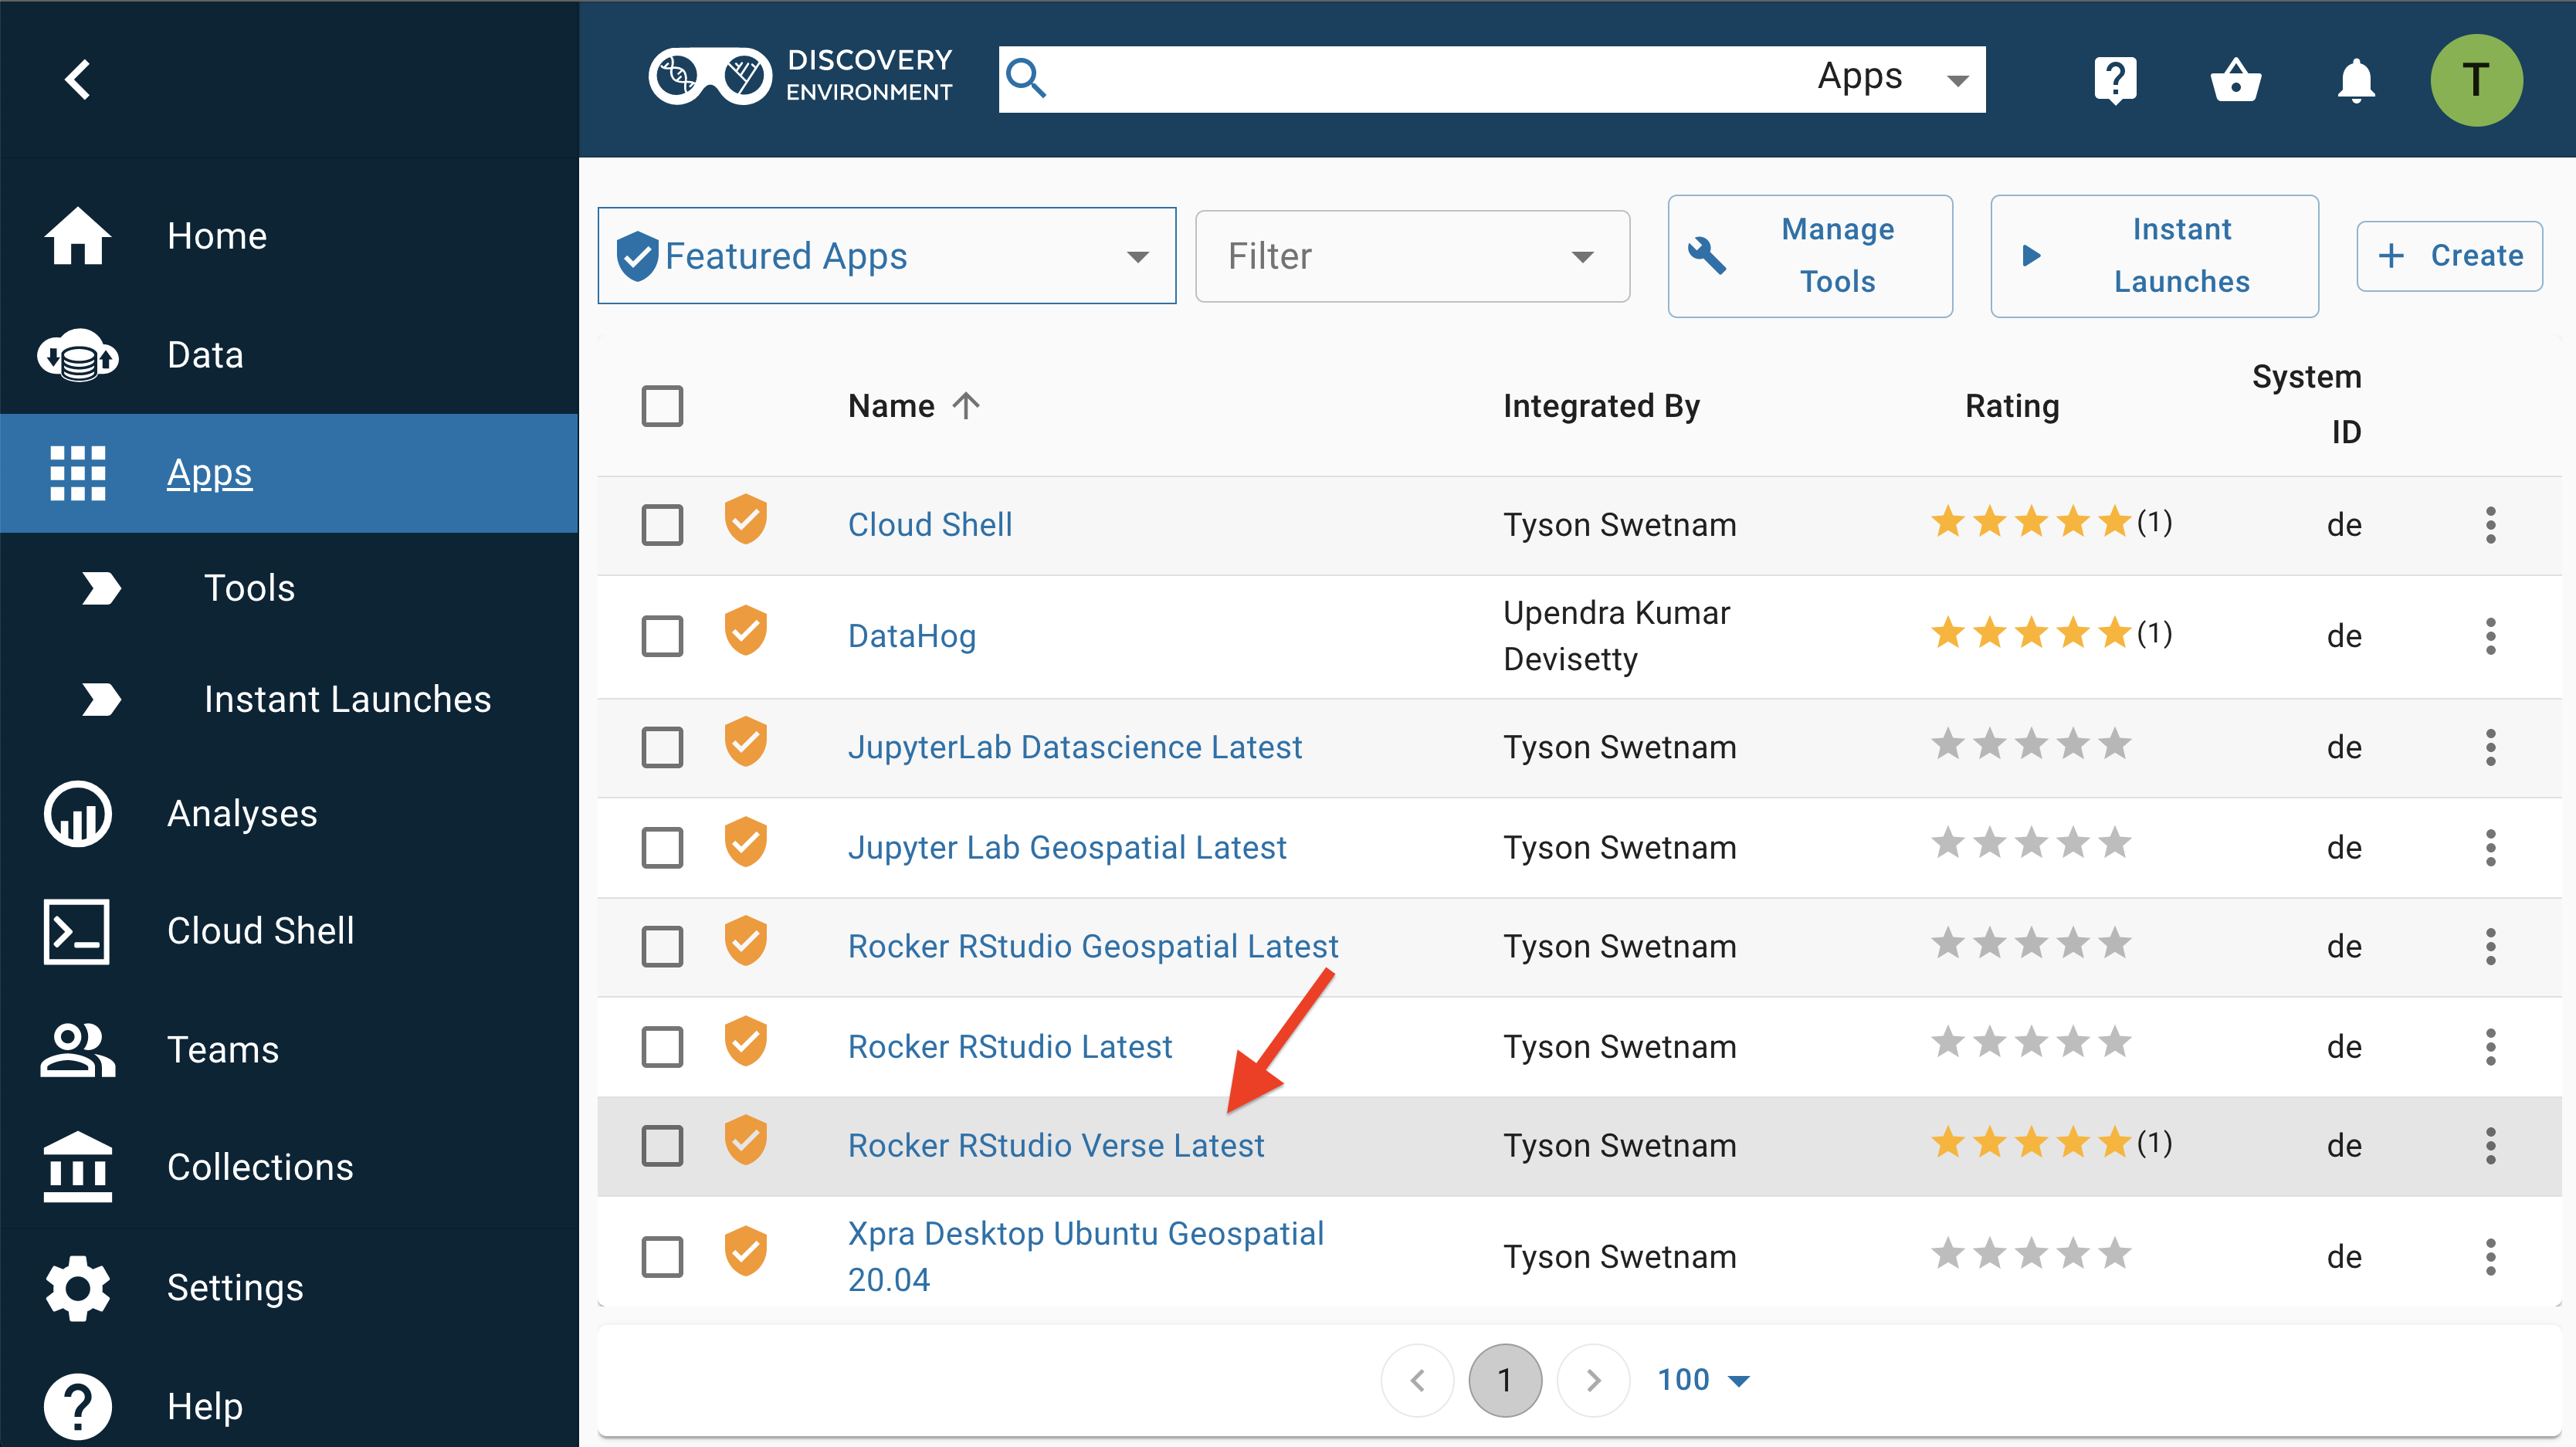 DISCOVERY
ENVIRONMENT
Apps
T
Home
Data
Apps
Tools
Instant Launches
Analyses
Cloud Shell
Teams
Collections
Settings
Help
Featured Apps
Filter
Manage
Tools
Instant
Launches
+ Create
Name Integrated By Rating System
ID
Cloud Shell Tyson Swetnam (1) de
DataHog Upendra Kumar
Devisetty (1) de
JupyterLab Datascience Latest Tyson Swetnam de
Jupyter Lab Geospatial Latest Tyson Swetnam de
Rocker RStudio Geospatial Latest Tyson Swetnam de
Rocker RStudio Latest Tyson Swetnam de
Rocker RStudio Verse Latest Tyson Swetnam (1) de
Xpra Desktop Ubuntu Geospatial
20.04 Tyson Swetnam de
1 100